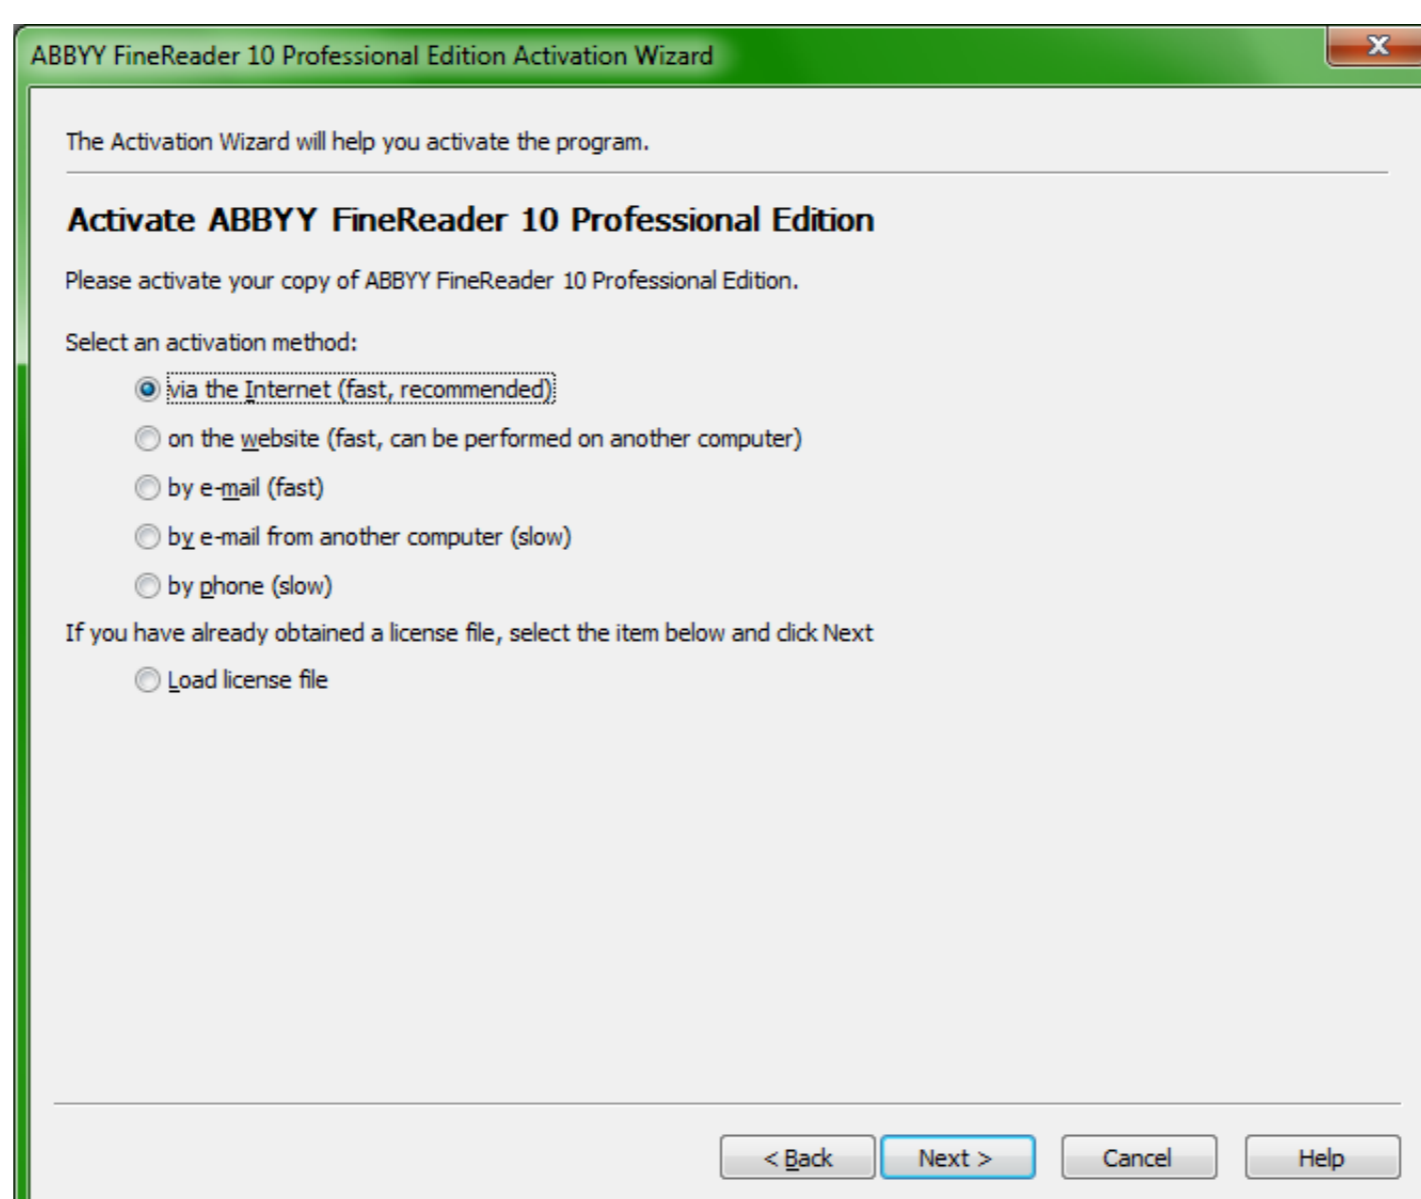 ABBYY FineReader 10 Professional Edition Activation Wizard
The Activation Wizard will help you activate the program.
Activate ABBYY FineReader 10 Professional Edition
Please activate your copy of ABBYY FineReader 10 Professional Edition.
Select an activation method:
via the Internet (fast, recommended)
on the website (fast, can be performed on another computer)
by e-mail (fast)
by e-mail from another computer (slow)
by phone (slow)
If you have already obtained a license file, select the item below and click Next
Load license file
< Back Next > Cancel Help